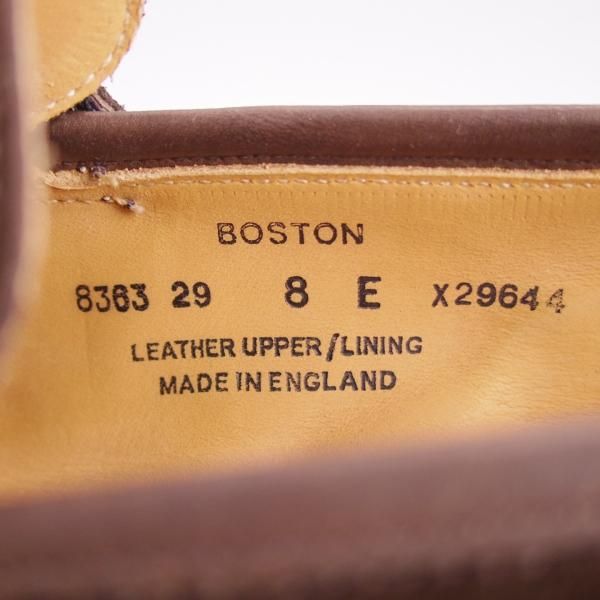 BOSTON
8363 29 8 E X29644
LEATHER UPPER/LINING
MADE IN ENGLAND